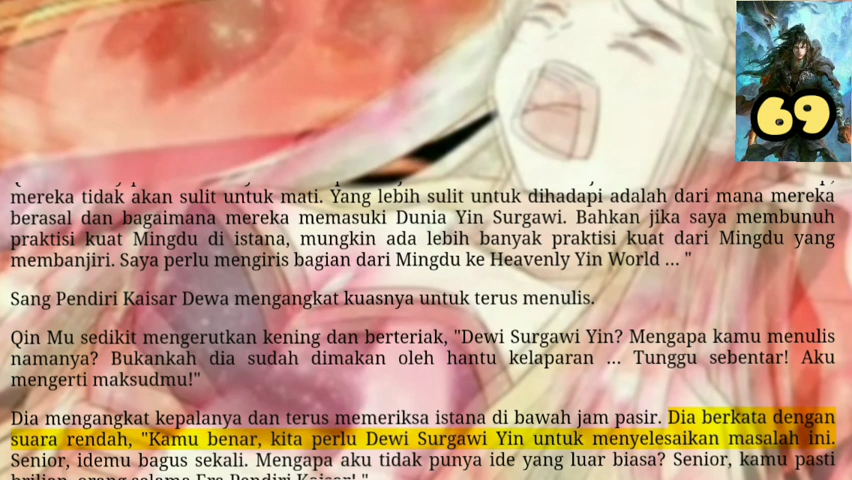 69
mereka tidak akan sulit untuk mati. Yang lebih sulit untuk dihadapi adalah dari mana mereka
berasal dan bagaimana mereka memasuki Dunia Yin Surgawi. Bahkan jika saya membunuh
praktisi kuat Mingdu di istana, mungkin ada lebih banyak praktisi kuat dari Mingdu yang
membanjiri. Saya perlu mengiris bagian dari Mingdu ke Heavenly Yin World ... "
Sang Pendiri Kaisar Dewa mengangkat kuasnya untuk terus menulis.
Qin Mu sedikit mengerutkan kening dan berteriak, "Dewi Surgawi Yin? Mengapa kamu menulis
namanya? Bukankah dia sudah dimakan oleh hantu kelaparan ... Tunggu sebentar! Aku
mengerti maksudmu!"
Dia mengangkat kepalanya dan terus memeriksa istana di bawah jam pasir. Dia berkata dengan
suara rendah, "Kamu benar, kita perlu Dewi Surgawi Yin untuk menyelesaikan masalah ini.
Senior, idemu bagus sekali. Mengapa aku tidak punya ide yang luar biasa? Senior, kamu pasti
brilian, orang selama Era Pendiri Kaisar! "